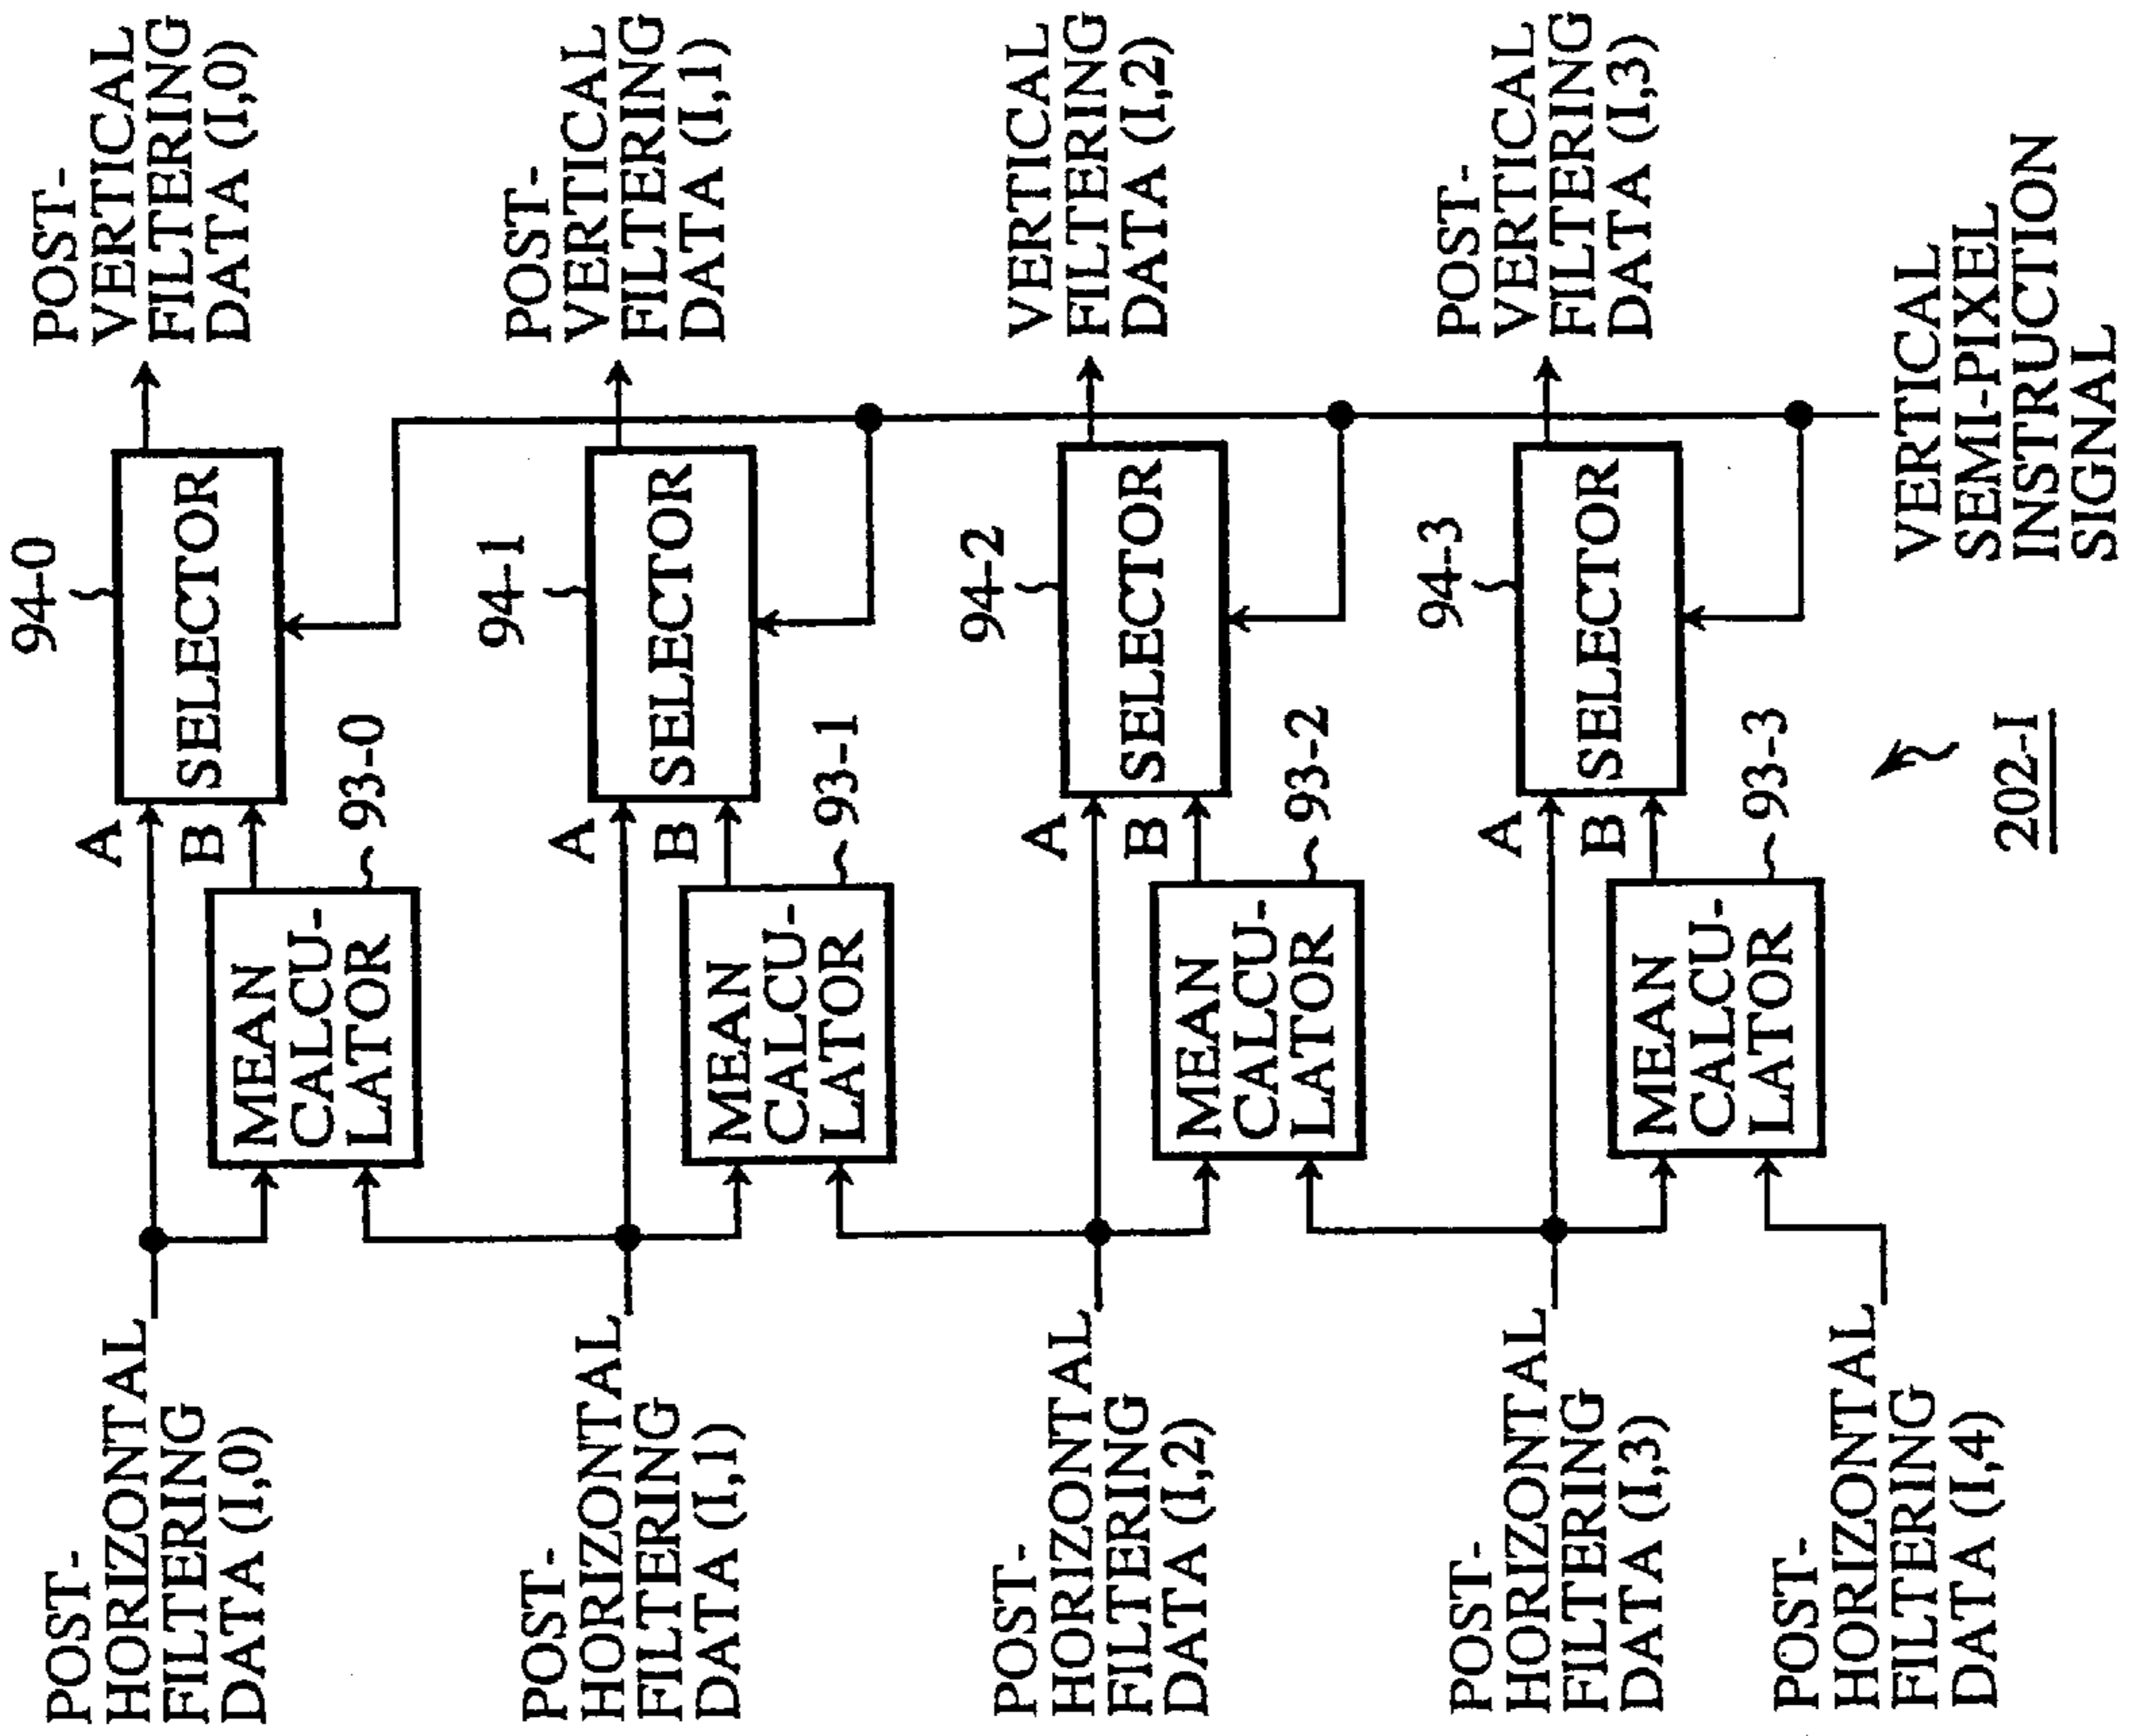 POST-
HORIZONTAL
FILTERING
DATA (I,0)
MEAN
CALCU-
LATOR
93-0
A
B
SELECTOR
94-0
POST-
VERTICAL
FILTERING
DATA (I,0)
POST-
HORIZONTAL
FILTERING
DATA (I,1)
MEAN
CALCU-
LATOR
93-1
A
B
SELECTOR
94-1
POST-
VERTICAL
FILTERING
DATA (I,1)
POST-
HORIZONTAL
FILTERING
DATA (I,2)
MEAN
CALCU-
LATOR
93-2
A
B
SELECTOR
94-2
VERTICAL
FILTERING
DATA (I,2)
POST-
HORIZONTAL
FILTERING
DATA (I,3)
MEAN
CALCU-
LATOR
93-3
A
B
SELECTOR
94-3
POST-
VERTICAL
FILTERING
DATA (I,3)
POST-
HORIZONTAL
FILTERING
DATA (I,4)
VERTICAL
SEMI-PIXEL
INSTRUCTION
SIGNAL
202-I